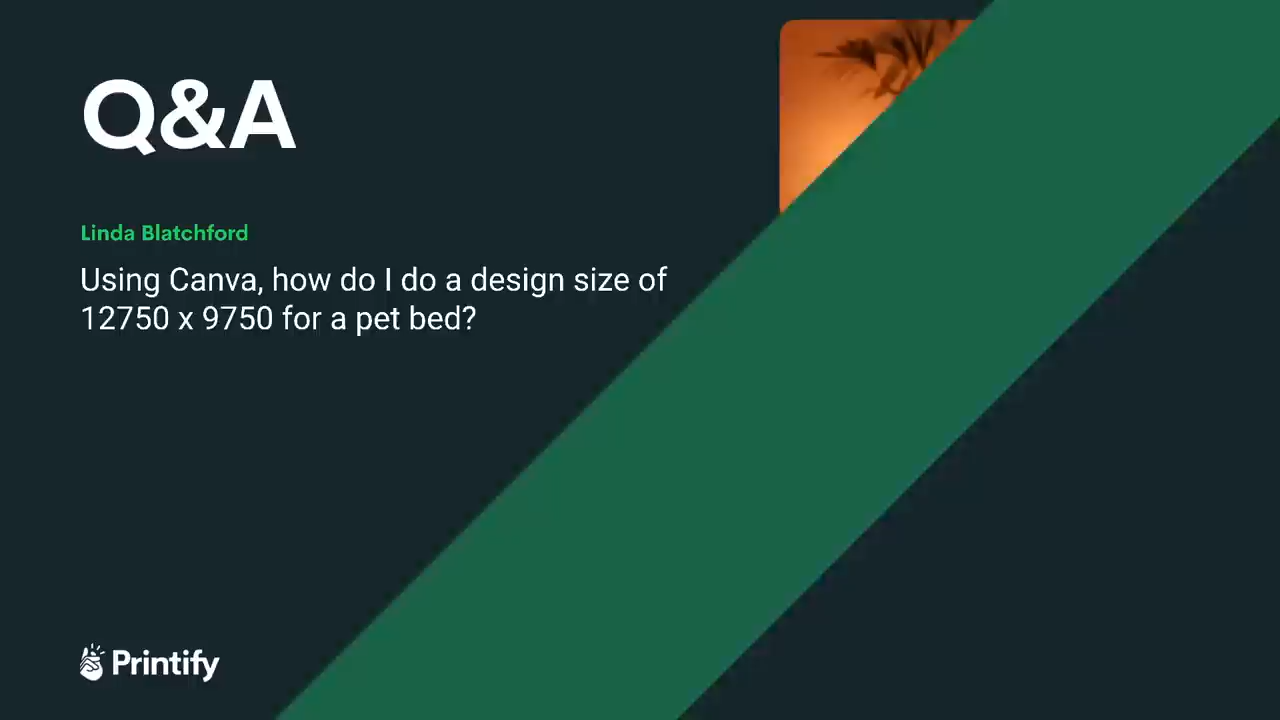 Q&A
Linda Blatchford
Using Canva, how do I do a design size of
12750 x 9750 for a pet bed?
Printify